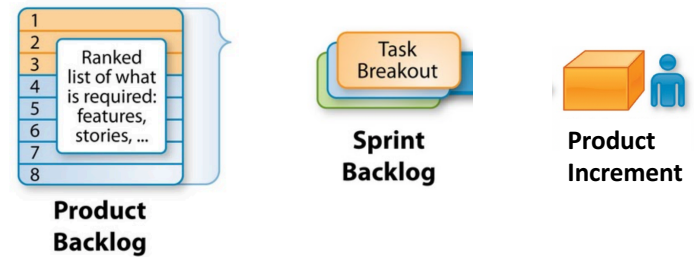 1
2
3
4
5
6
7
8
Ranked
list of what
is required:
features,
stories, ...
Product
Backlog
Task
Breakout
Sprint
Backlog
Product
Increment